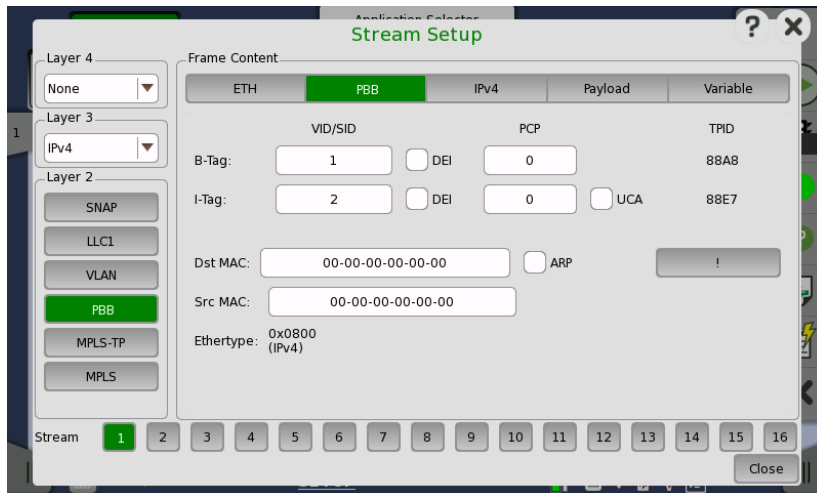 Stream Setup
?
Layer 4
None
Layer 3
IPv4
Layer 2
SNAP
LLC1
VLAN
PBB
MPLS-TP
MPLS
Frame Content
ETH PBB IPv4 Payload Variable
VID/SID PCP TPID
B-Tag: 1 DEI 0 88A8
I-Tag: 2 DEI 0 UCA 88E7
Dst MAC: 00-00-00-00-00-00 ARP !
Src MAC: 00-00-00-00-00-00
Ethertype: 0x0800
(IPv4)
Stream 1 2 3 4 5 6 7 8 9 10 11 12 13 14 15 16
Close
1